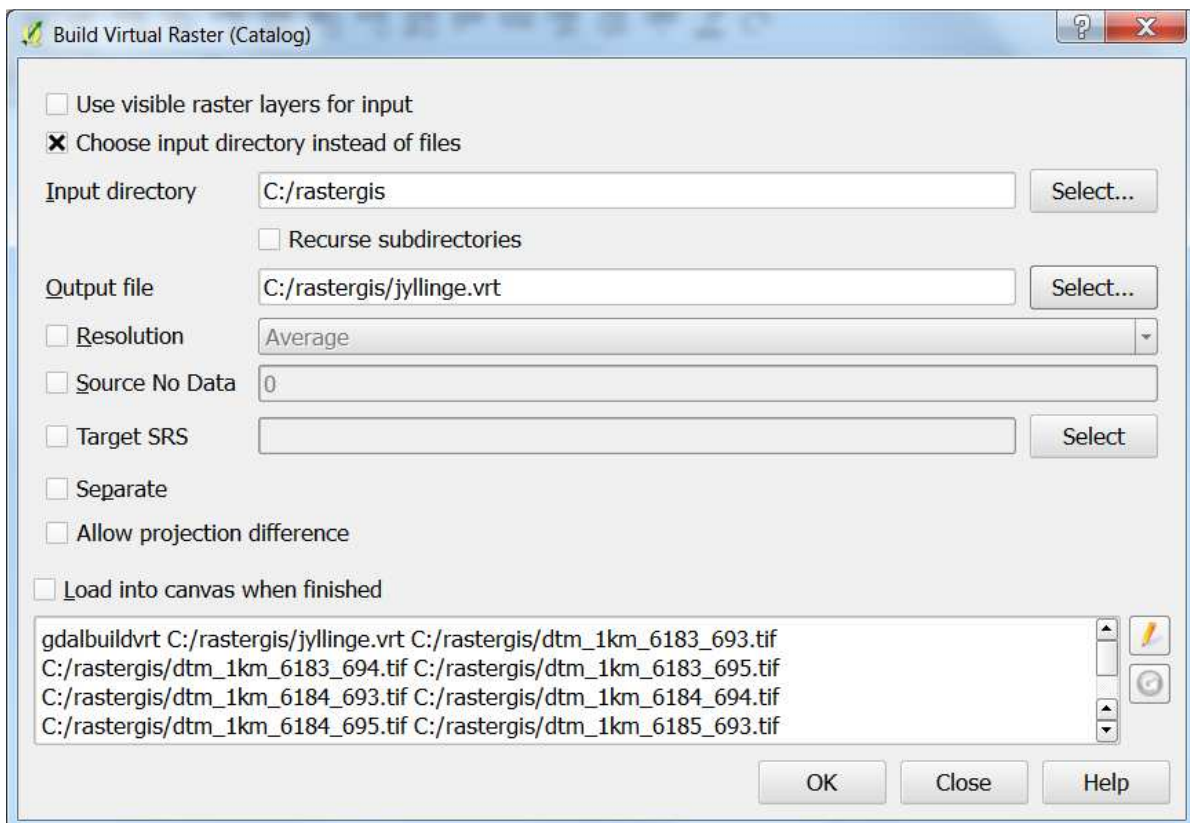 Build Virtual Raster (Catalog)
Use visible raster layers for input
Choose input directory instead of files
Input directory C:/rastergis Select...
Recurse subdirectories
Output file C:/rastergis/jyllinge.vrt Select...
Resolution Average
Source No Data 0
Target SRS Select
Separate
Allow projection difference
Load into canvas when finished
gdalbuildvrt C:/rastergis/jyllinge.vrt C:/rastergis/dtm_1km_6183_693.tif
C:/rastergis/dtm_1km_6183_694.tif C:/rastergis/dtm_1km_6183_695.tif
C:/rastergis/dtm_1km_6184_693.tif C:/rastergis/dtm_1km_6184_694.tif
C:/rastergis/dtm_1km_6184_695.tif C:/rastergis/dtm_1km_6185_693.tif
OK Close Help